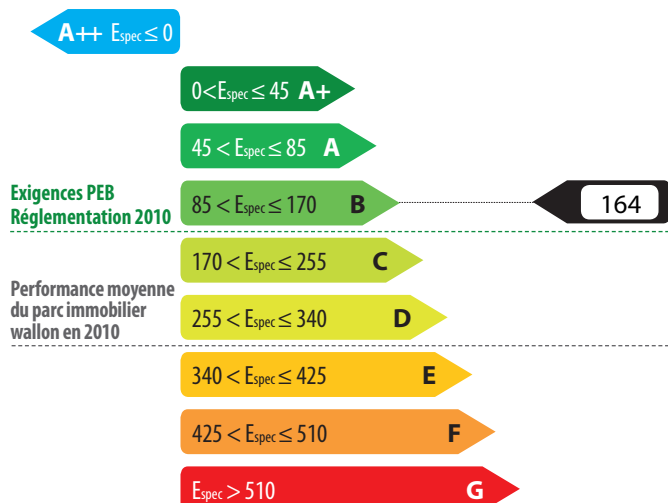 A++ Espec ≤ 0
0<Espec ≤ 45 A+
45 < Espec ≤ 85 A
Exigences PEB
Réglementation 2010
85 < Espec ≤ 170 B
164
170 < Espec ≤ 255 C
Performance moyenne
du parc immobilier
wallon en 2010
255 < Espec ≤ 340 D
340 < Espec ≤ 425 E
425 < Espec ≤ 510 F
Espec > 510 G